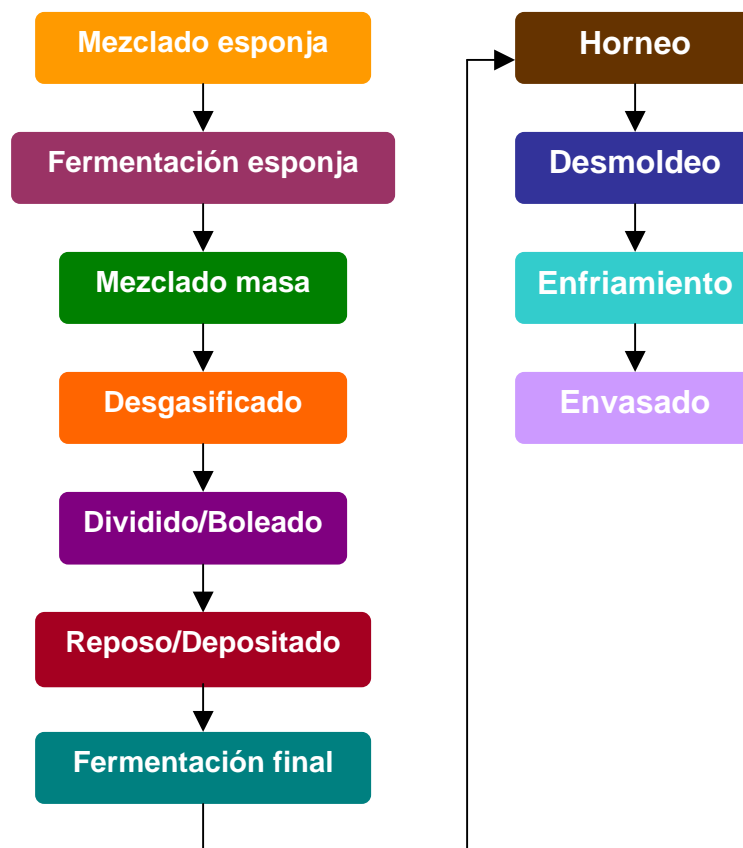 Mezclado esponja
Fermentación esponja
Mezclado masa
Desgasificado
Dividido/Boleado
Reposo/Depositado
Fermentación final
Horneo
Desmoldeo
Enfriamiento
Envasado